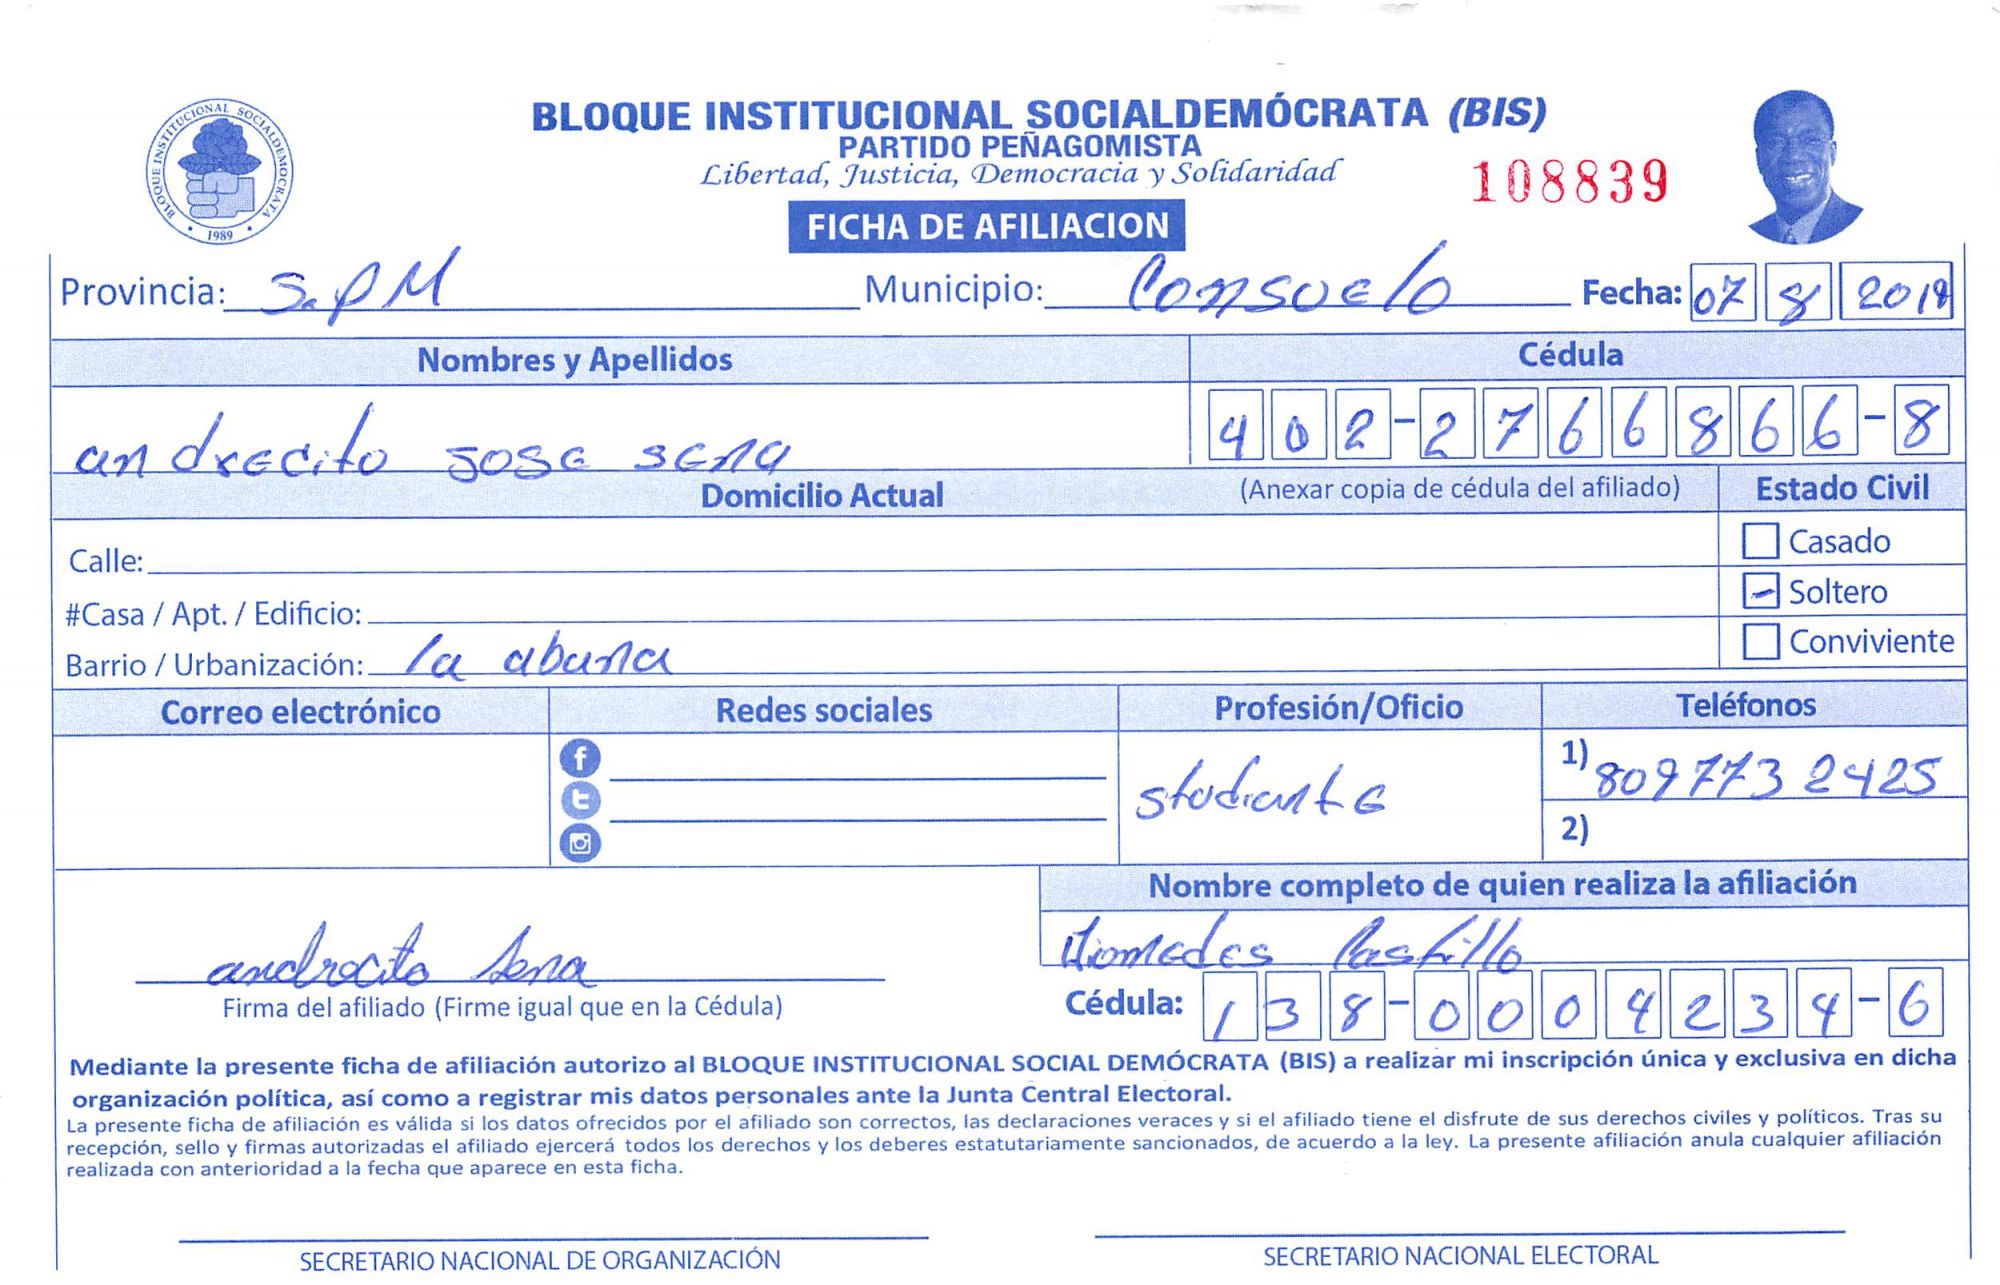 BLOQUE INSTITUCIONAL SOCIALDEMÓCRATA (BIS)
PARTIDO PEÑAGOMISTA
Libertad, Justicia, Democracia y Solidaridad
108839
BLOQUE INSTITUCIONAL SOCIALDEMOCRATA
• 1989 •
FICHA DE AFILIACION
Provincia: S.PM Municipio: Consuelo Fecha: 07 8 2018
Nombres y Apellidos Cédula
andrecito jose sena 402-2766866-8
Domicilio Actual (Anexar copia de cédula del afiliado) Estado Civil
Calle: Casado
#Casa / Apt. / Edificio: Soltero
Barrio / Urbanización: la abana Conviviente
Correo electrónico Redes sociales Profesión/Oficio Teléfonos
studiante 1) 809 773 2425
2)
Nombre completo de quien realiza la afiliación
andrecito sena Diomedes Castillo
Firma del afiliado (Firme igual que en la Cédula) Cédula: 138-0004234-6
Mediante la presente ficha de afiliación autorizo al BLOQUE INSTITUCIONAL SOCIAL DEMÓCRATA (BIS) a realizar mi inscripción única y exclusiva en dicha
organización política, así como a registrar mis datos personales ante la Junta Central Electoral.
La presente ficha de afiliación es válida si los datos ofrecidos por el afiliado son correctos, las declaraciones veraces y si el afiliado tiene el disfrute de sus derechos civiles y políticos. Tras su
recepción, sello y firmas autorizadas el afiliado ejercerá todos los derechos y los deberes estatutariamente sancionados, de acuerdo a la ley. La presente afiliación anula cualquier afiliación
realizada con anterioridad a la fecha que aparece en esta ficha.
SECRETARIO NACIONAL DE ORGANIZACIÓN SECRETARIO NACIONAL ELECTORAL